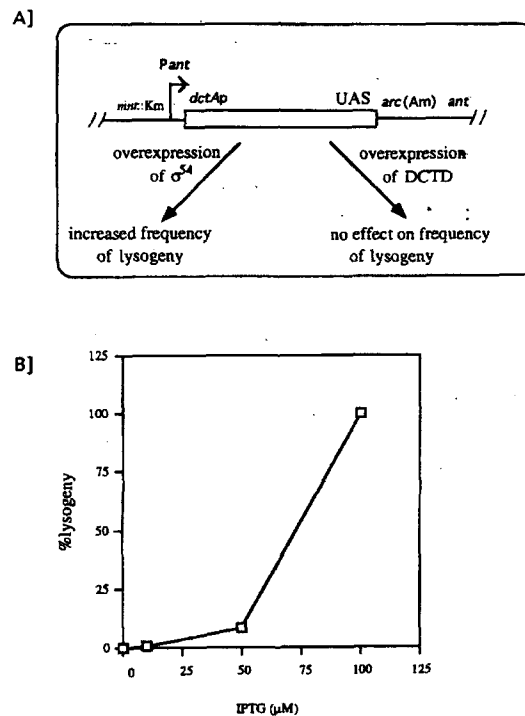 A]
Pant
mnt::Km
dctAp
UAS
arc (Am)
ant
overexpression
of σ54
overexpression
of DCTD
increased frequency
of lysogeny
no effect on frequency
of lysogeny
B]
125
100
75
50
25
0
%lysogeny
0
25
50
75
100
125
IPTG (μM)